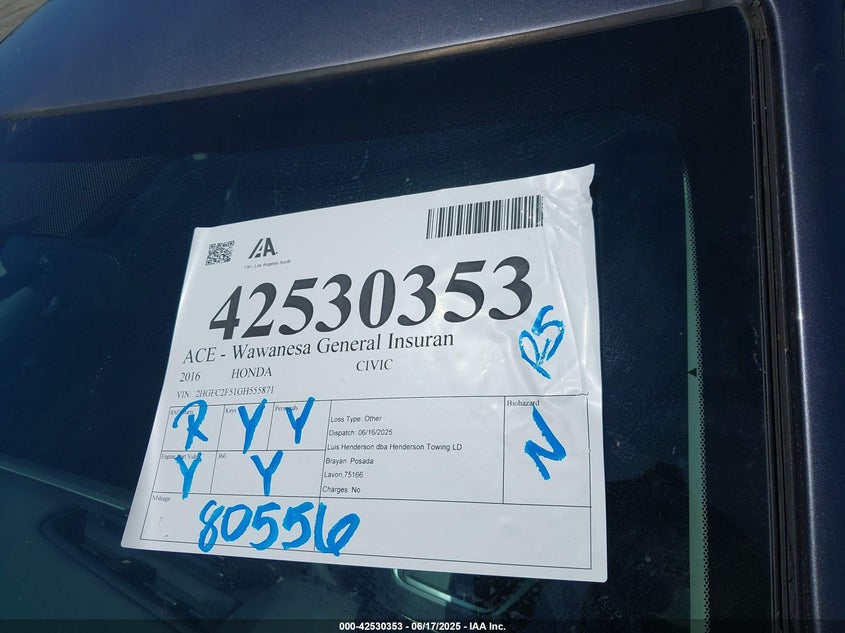 IAA.
130 - Los Angeles South
42530353
ACE - Wawanesa General Insuran
2016 HONDA CIVIC
VIN: 2HGFC2F51GH555871
Keys Personals
R Y Y
Loss Type: Other
Dispatch: 06/16/2025
Luis Henderson dba Henderson Towing LD
Brayan Posada
Lavon,75166
Charges: No
Biohazard
N
360
Y Y
Mileage
80556
000-42530353 - 06/17/2025 - IAA Inc.